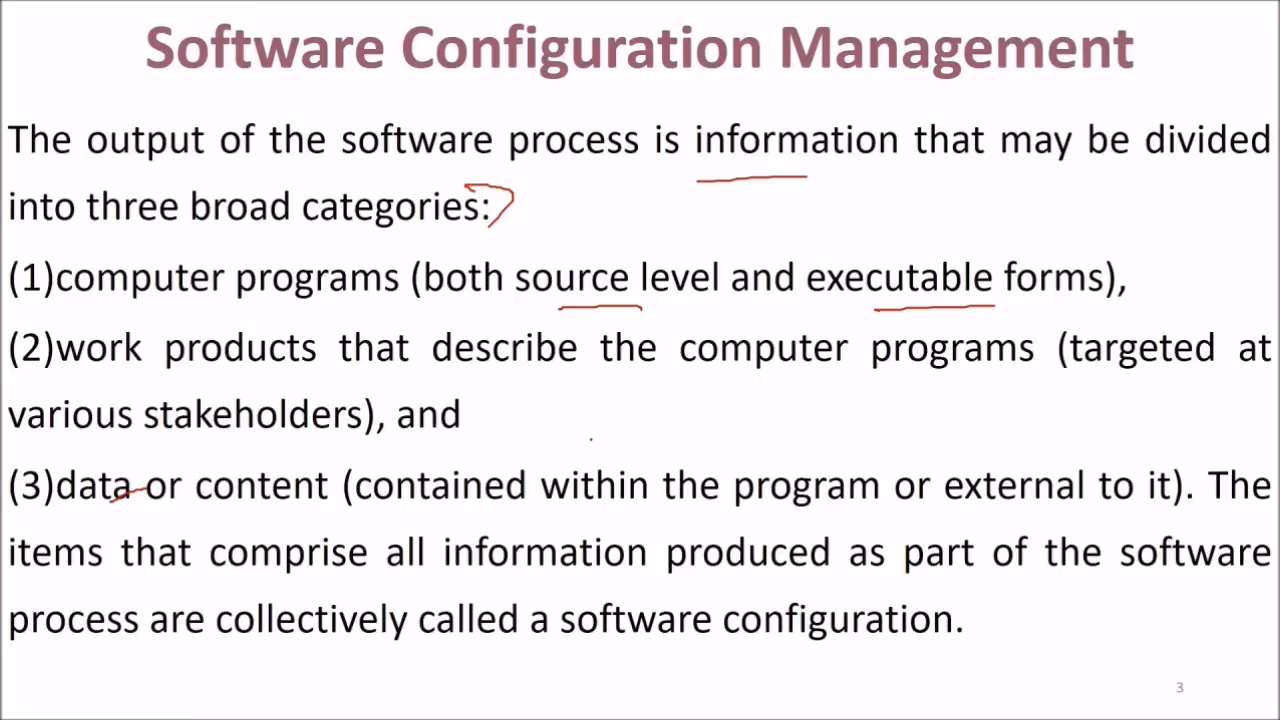 Software Configuration Management
The output of the software process is information that may be divided
into three broad categories:
(1)computer programs (both source level and executable forms),
(2)work products that describe the computer programs (targeted at
various stakeholders), and
(3)data or content (contained within the program or external to it). The
items that comprise all information produced as part of the software
process are collectively called a software configuration.
3